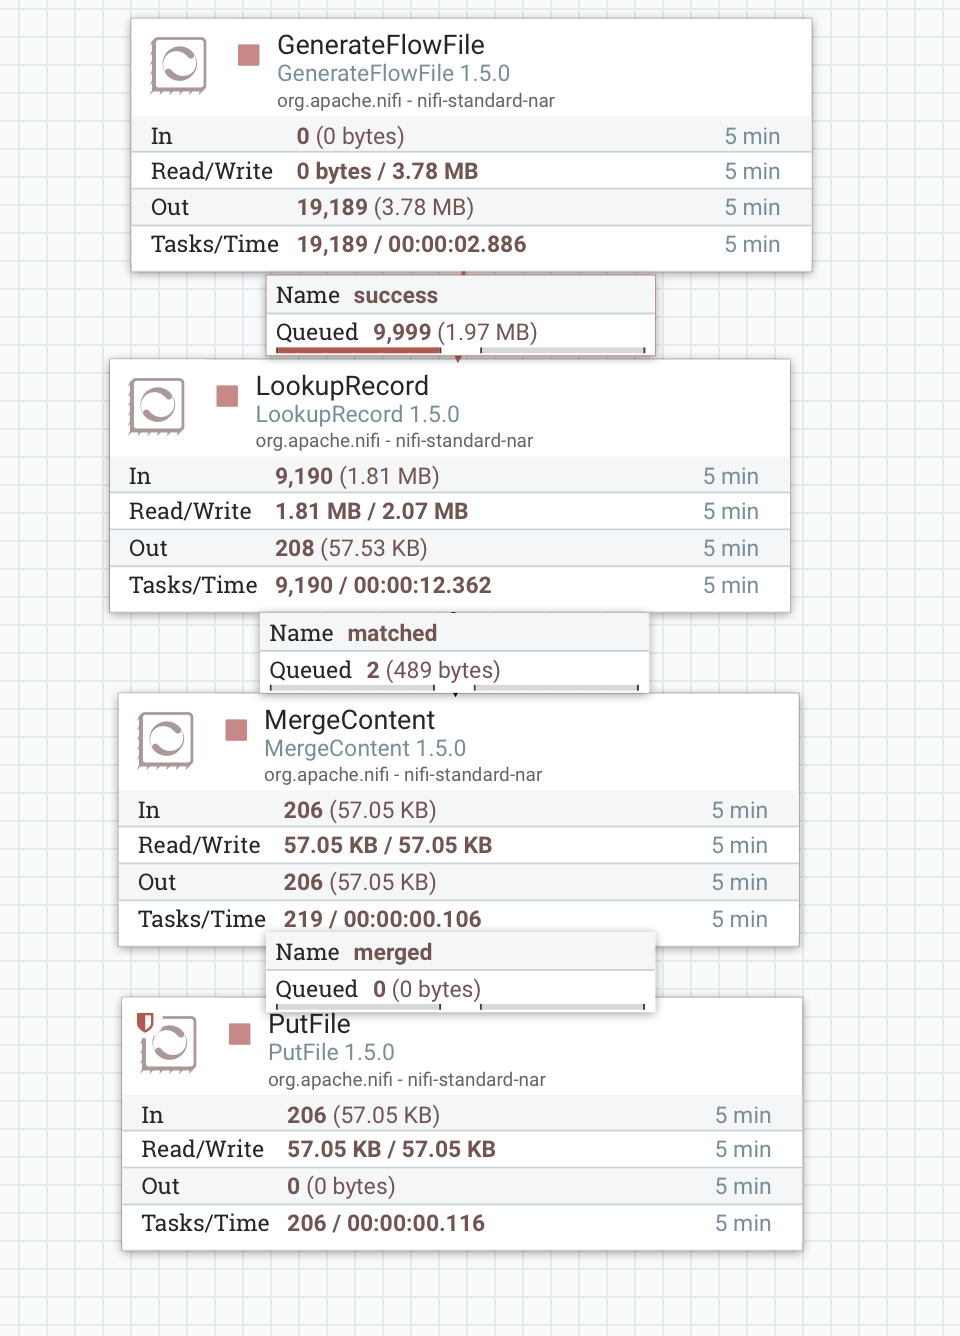 GenerateFlowFile
GenerateFlowFile 1.5.0
org.apache.nifi - nifi-standard-nar
In 0 (0 bytes) 5 min
Read/Write 0 bytes / 3.78 MB 5 min
Out 19,189 (3.78 MB) 5 min
Tasks/Time 19,189 / 00:00:02.886 5 min
Name success
Queued 9,999 (1.97 MB)
LookupRecord
LookupRecord 1.5.0
org.apache.nifi - nifi-standard-nar
In 9,190 (1.81 MB) 5 min
Read/Write 1.81 MB / 2.07 MB 5 min
Out 208 (57.53 KB) 5 min
Tasks/Time 9,190 / 00:00:12.362 5 min
Name matched
Queued 2 (489 bytes)
MergeContent
MergeContent 1.5.0
org.apache.nifi - nifi-standard-nar
In 206 (57.05 KB) 5 min
Read/Write 57.05 KB / 57.05 KB 5 min
Out 206 (57.05 KB) 5 min
Tasks/Time 219 / 00:00:00.106 5 min
Name merged
Queued 0 (0 bytes)
PutFile
PutFile 1.5.0
org.apache.nifi - nifi-standard-nar
In 206 (57.05 KB) 5 min
Read/Write 57.05 KB / 57.05 KB 5 min
Out 0 (0 bytes) 5 min
Tasks/Time 206 / 00:00:00.116 5 min